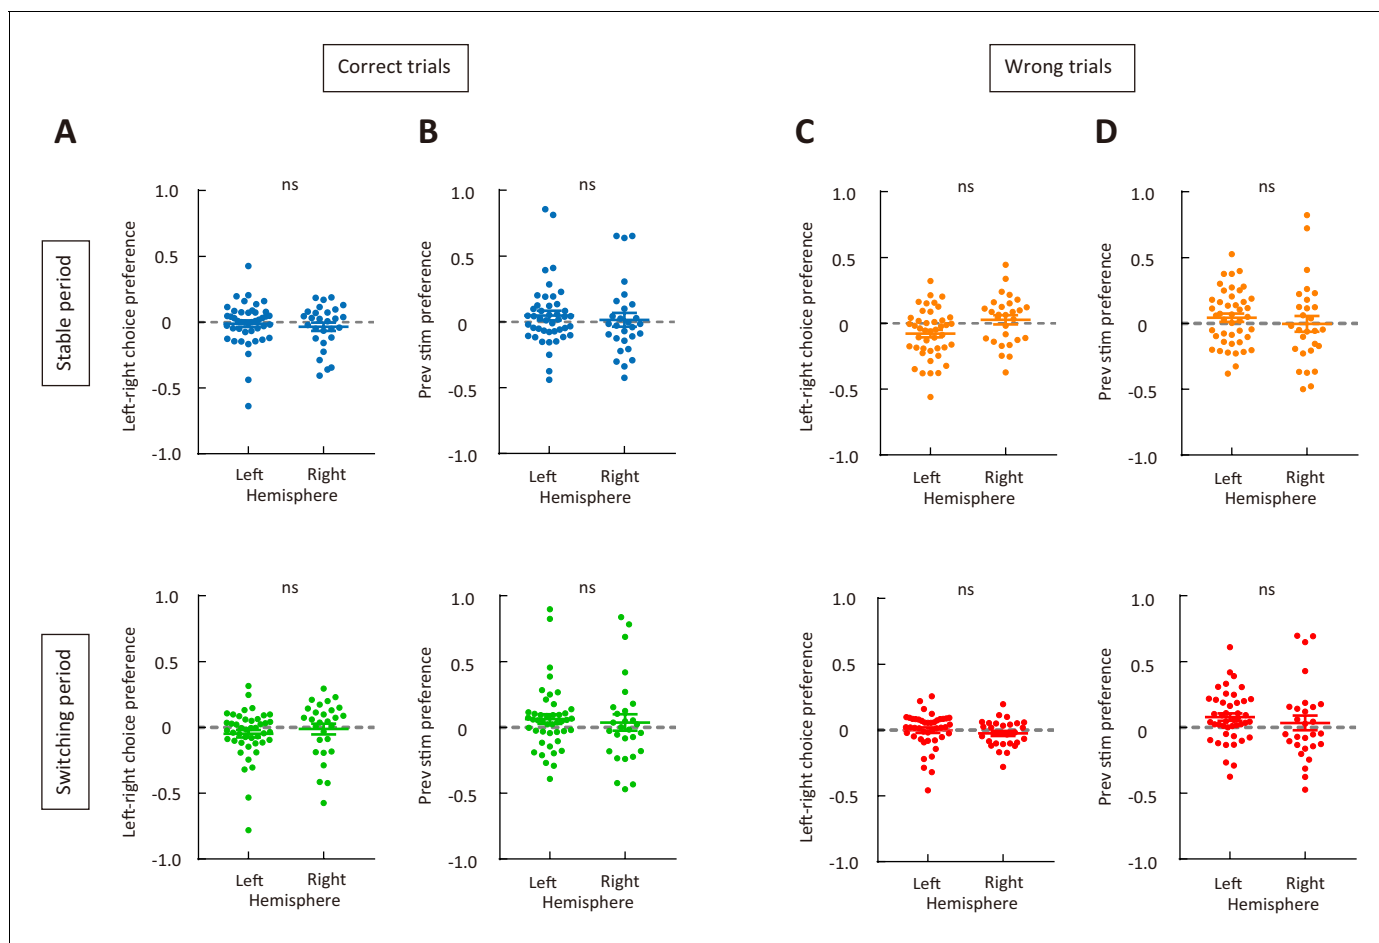 Correct trials
Wrong trials
A
B
C
D
Stable period
Left-right choice preference
ns
1.0
0.5
0
-0.5
-1.0
Left Right
Hemisphere
Prev stim preference
ns
1.0
0.5
0
-0.5
-1.0
Left Right
Hemisphere
Left-right choice preference
ns
1.0
0.5
0
-0.5
-1.0
Left Right
Hemisphere
Prev stim preference
ns
1.0
0.5
0
-0.5
-1.0
Left Right
Hemisphere
Switching period
Left-right choice preference
ns
1.0
0.5
0
-0.5
-1.0
Left Right
Hemisphere
Prev stim preference
ns
1.0
0.5
0
-0.5
-1.0
Left Right
Hemisphere
Left-right choice preference
ns
1.0
0.5
0
-0.5
-1.0
Left Right
Hemisphere
Prev stim preference
ns
1.0
0.5
0
-0.5
-1.0
Left Right
Hemisphere